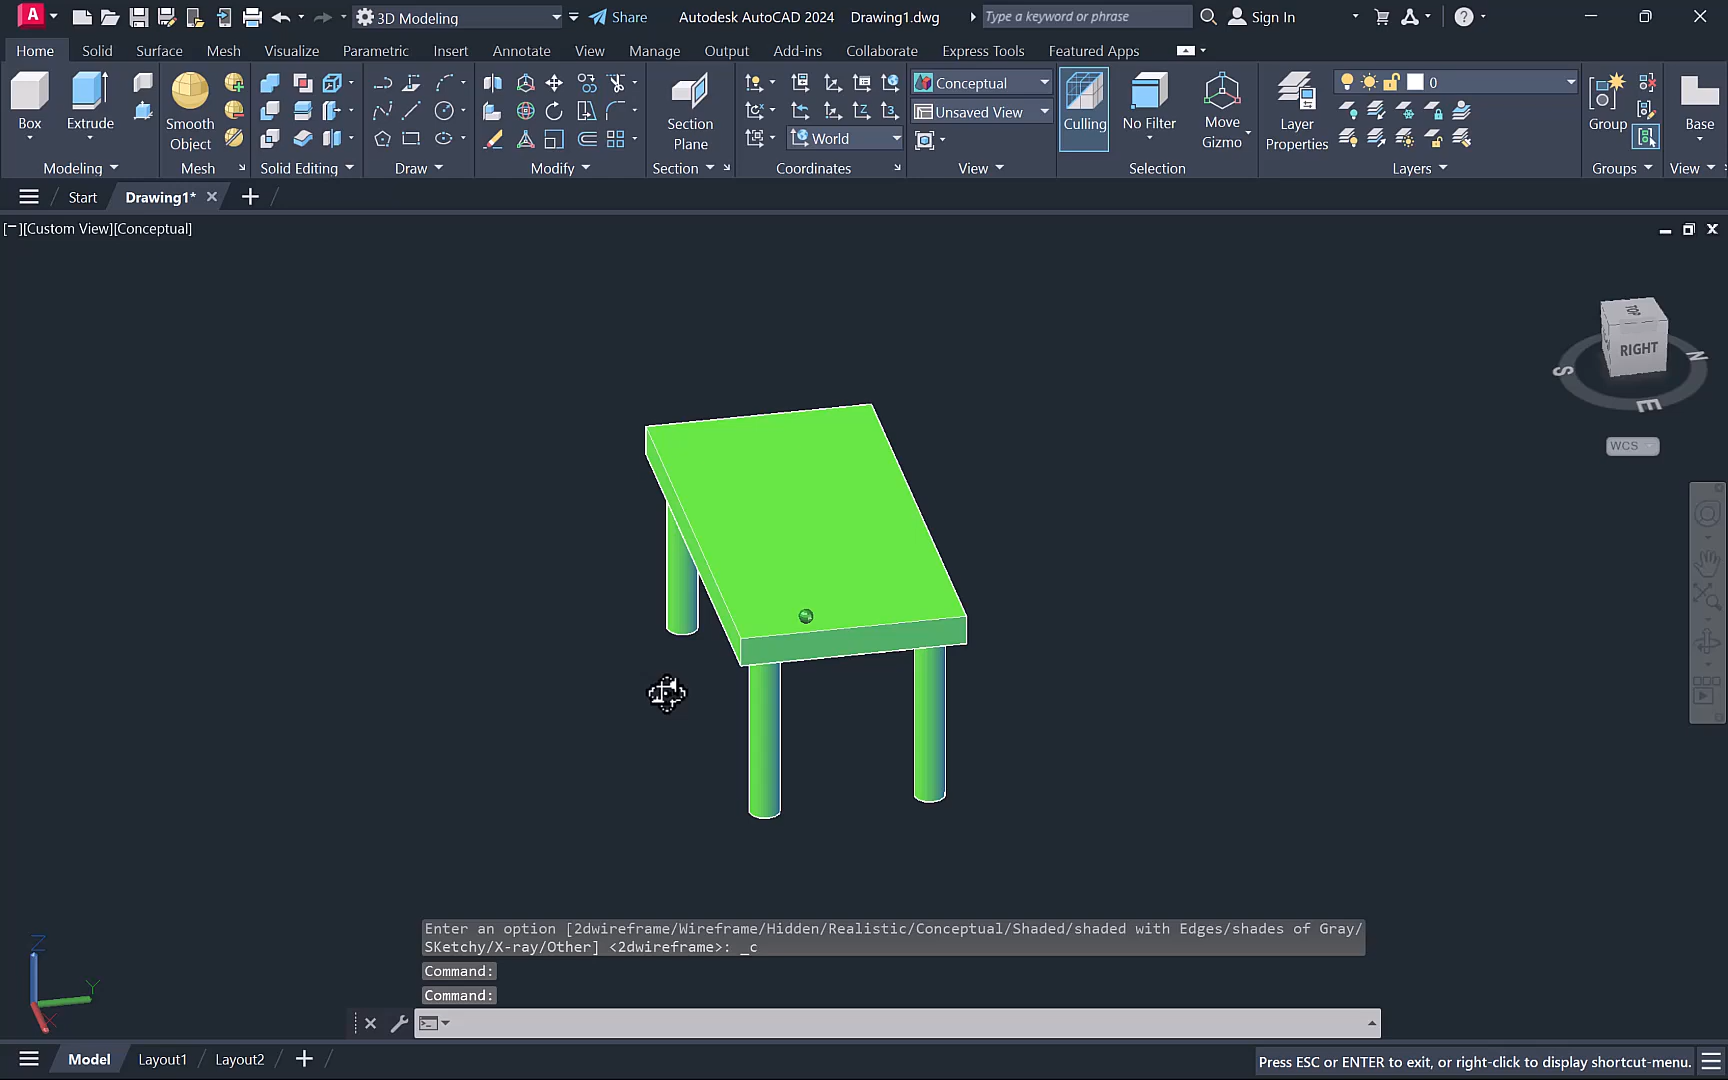 3D Modeling Share Autodesk AutoCAD 2024 Drawing1.dwg Type a keyword or phrase Sign In
Home Solid Surface Mesh Visualize Parametric Insert Annotate View Manage Output Add-ins Collaborate Express Tools Featured Apps
Box Extrude Smooth Object Section Plane World Conceptual Unsaved View Culling No Filter Move Gizmo Layer Properties 0 Group Base
Modeling Mesh Solid Editing Draw Modify Section Coordinates View Selection Layers Groups View
Start Drawing1* +
[−][Custom View][Conceptual]
TOP
RIGHT
S N
E
WCS
Enter an option [2dwireframe/Wireframe/Hidden/Realistic/Conceptual/Shaded/shaded with Edges/shades of Gray/
SKetchy/X-ray/Other] <2dwireframe>: _c
Command:
Command:
Z
Y
X
Model Layout1 Layout2 +
Press ESC or ENTER to exit, or right-click to display shortcut-menu.